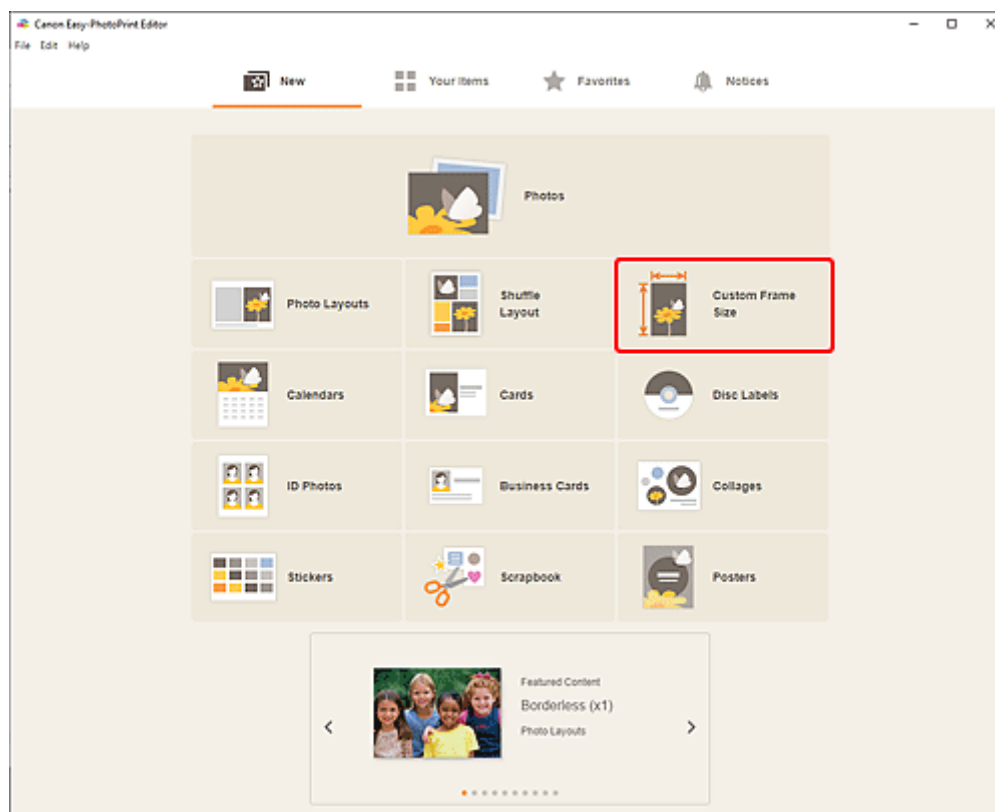 Canon Easy-PhotoPrint Editor
File Edit Help
New Your Items Favorites Notices
Photos
Photo Layouts
Shuffle
Layout
Custom Frame
Size
Calendars
Cards
Disc Labels
ID Photos
Business Cards
Collages
Stickers
Scrapbook
Posters
Featured Content
Borderless (x1)
Photo Layouts